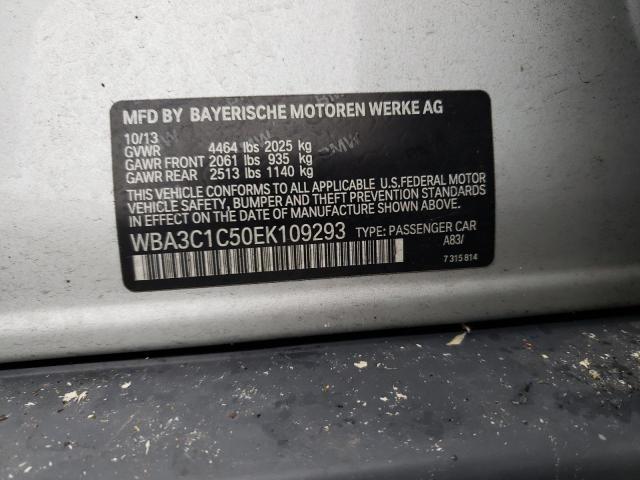 MFD BY BAYERISCHE MOTOREN WERKE AG
10/13
GVWR 4464 lbs 2025 kg
GAWR FRONT 2061 lbs 935 kg
GAWR REAR 2513 lbs 1140 kg
THIS VEHICLE CONFORMS TO ALL APPLICABLE U.S.FEDERAL MOTOR
VEHICLE SAFETY, BUMPER AND THEFT PREVENTION STANDARDS
IN EFFECT ON THE DATE OF MANUFACTURE SHOWN ABOVE.
WBA3C1C50EK109293 TYPE: PASSENGER CAR
A83/
7 315 814